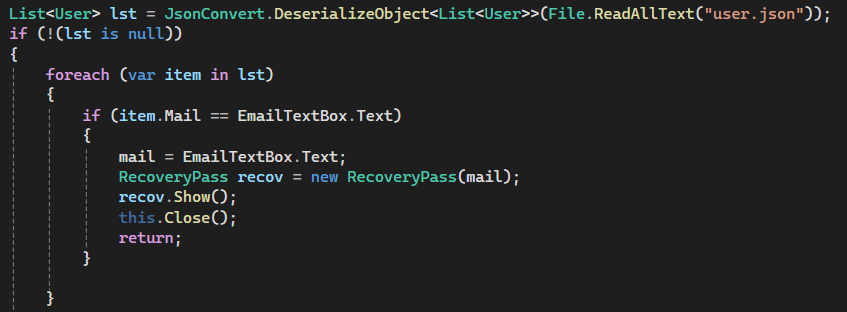 List<User> lst = JsonConvert.DeserializeObject<List<User>>(File.ReadAllText("user.json"));
if (!(lst is null))
{
    foreach (var item in lst)
    {
        if (item.Mail == EmailTextBox.Text)
        {
            mail = EmailTextBox.Text;
            RecoveryPass recov = new RecoveryPass(mail);
            recov.Show();
            this.Close();
            return;
        }
    }